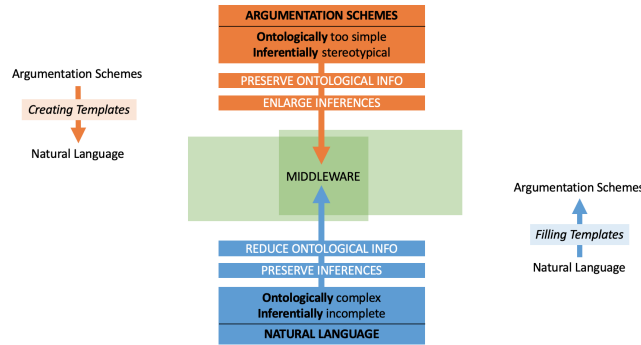 ARGUMENTATION SCHEMES
Ontologically too simple
Inferentially stereotypical
PRESERVE ONTOLOGICAL INFO
ENLARGE INFERENCES
Argumentation Schemes
Creating Templates
Natural Language
MIDDLEWARE
Argumentation Schemes
Filling Templates
Natural Language
REDUCE ONTOLOGICAL INFO
PRESERVE INFERENCES
Ontologically complex
Inferentially incomplete
NATURAL LANGUAGE